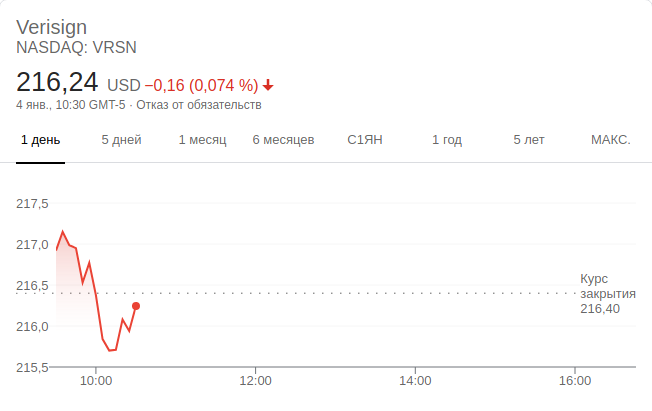 Verisign
NASDAQ: VRSN
216,24 USD −0,16 (0,074 %)
4 янв., 10:30 GMT-5 · Отказ от обязательств
1 день 5 дней 1 месяц 6 месяцев С1ЯН 1 год 5 лет МАКС.
217,5
217,0
216,5
216,0
215,5
Курс
закрытия
216,40
10:00 12:00 14:00 16:00